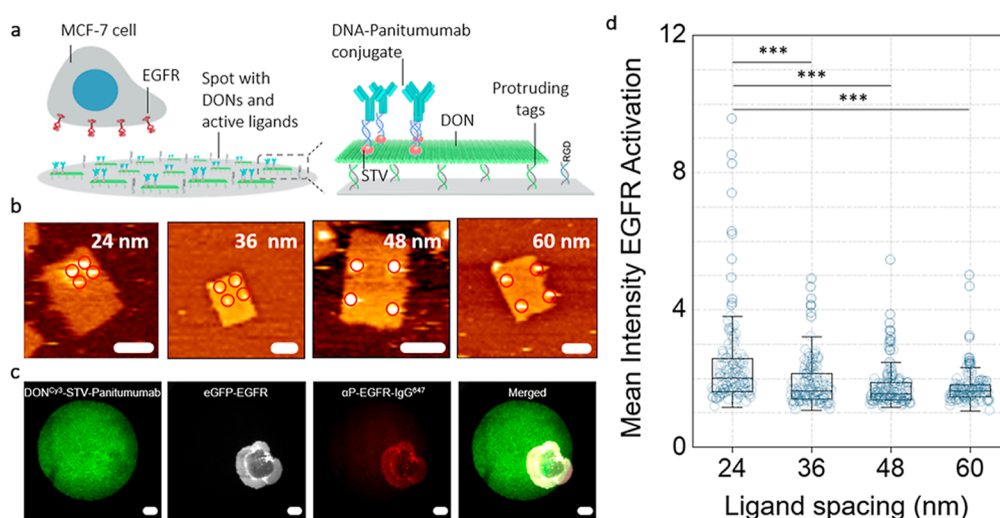 a
MCF-7 cell
EGFR
Spot with
DONs and
active ligands
DNA-Panitumumab
conjugate
DON
Protruding
tags
STV
RGD
b
24 nm
36 nm
48 nm
60 nm
c
DONCy3-STV-Panitumumab
eGFP-EGFR
αP-EGFR-IgG647
Merged
d
Mean Intensity EGFR Activation
12
8
4
0
***
***
***
24
36
48
60
Ligand spacing (nm)